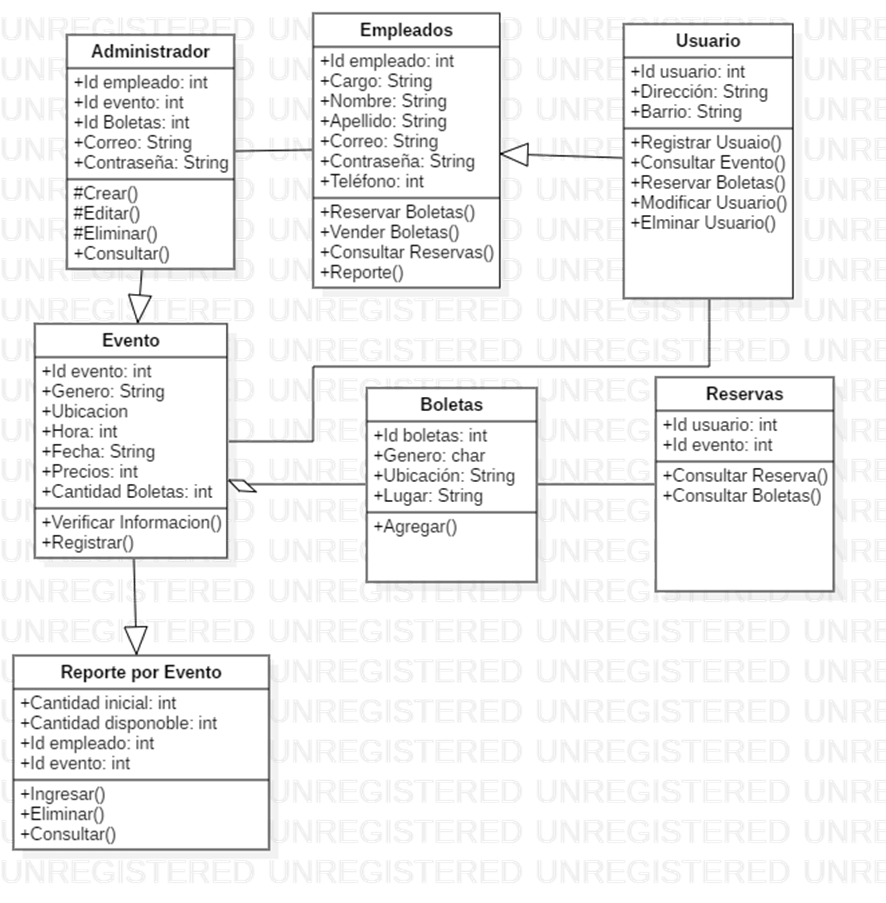 Administrador
+Id empleado: int
+Id evento: int
+Id Boletas: int
+Correo: String
+Contraseña: String
#Crear()
#Editar()
#Eliminar()
+Consultar()
Empleados
+Id empleado: int
+Cargo: String
+Nombre: String
+Apellido: String
+Correo: String
+Contraseña: String
+Teléfono: int
+Reservar Boletas()
+Vender Boletas()
+Consultar Reservas()
+Reporte()
Usuario
+Id usuario: int
+Dirección: String
+Barrio: String
+Registrar Usuaio()
+Consultar Evento()
+Reservar Boletas()
+Modificar Usuario()
+Elminar Usuario()
Evento
+Id evento: int
+Genero: String
+Ubicacion
+Hora: int
+Fecha: String
+Precios: int
+Cantidad Boletas: int
+Verificar Informacion()
+Registrar()
Boletas
+Id boletas: int
+Genero: char
+Ubicación: String
+Lugar: String
+Agregar()
Reservas
+Id usuario: int
+Id evento: int
+Consultar Reserva()
+Consultar Boletas()
Reporte por Evento
+Cantidad inicial: int
+Cantidad disponoble: int
+Id empleado: int
+Id evento: int
+Ingresar()
+Eliminar()
+Consultar()
UNREGISTERED